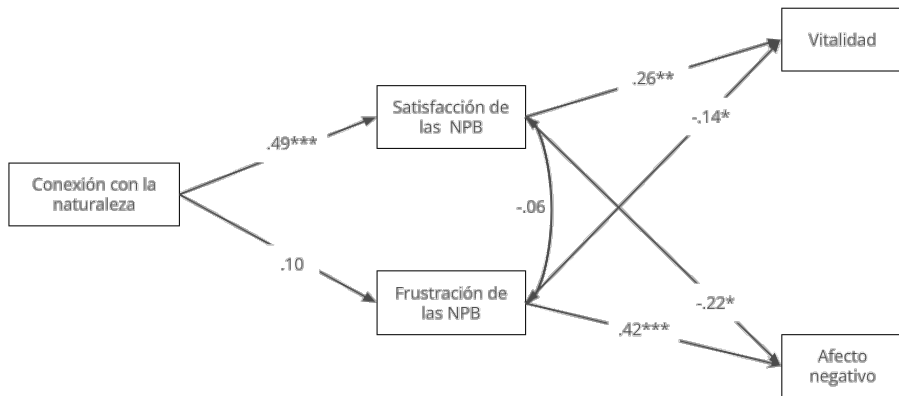 Vitalidad
.26**
Satisfacción de
las NPB
-.14*
.49***
Conexión con la
naturaleza
-.06
.10
Frustración de
las NPB
-.22*
.42***
Afecto
negativo